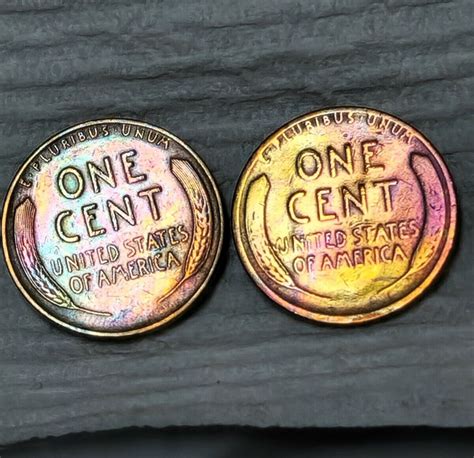 E·PLURIBUS·UNUM
ONE
CENT
UNITED STATES
OF AMERICA
E·PLURIBUS·UNUM
ONE
CENT
UNITED STATES
OF AMERICA